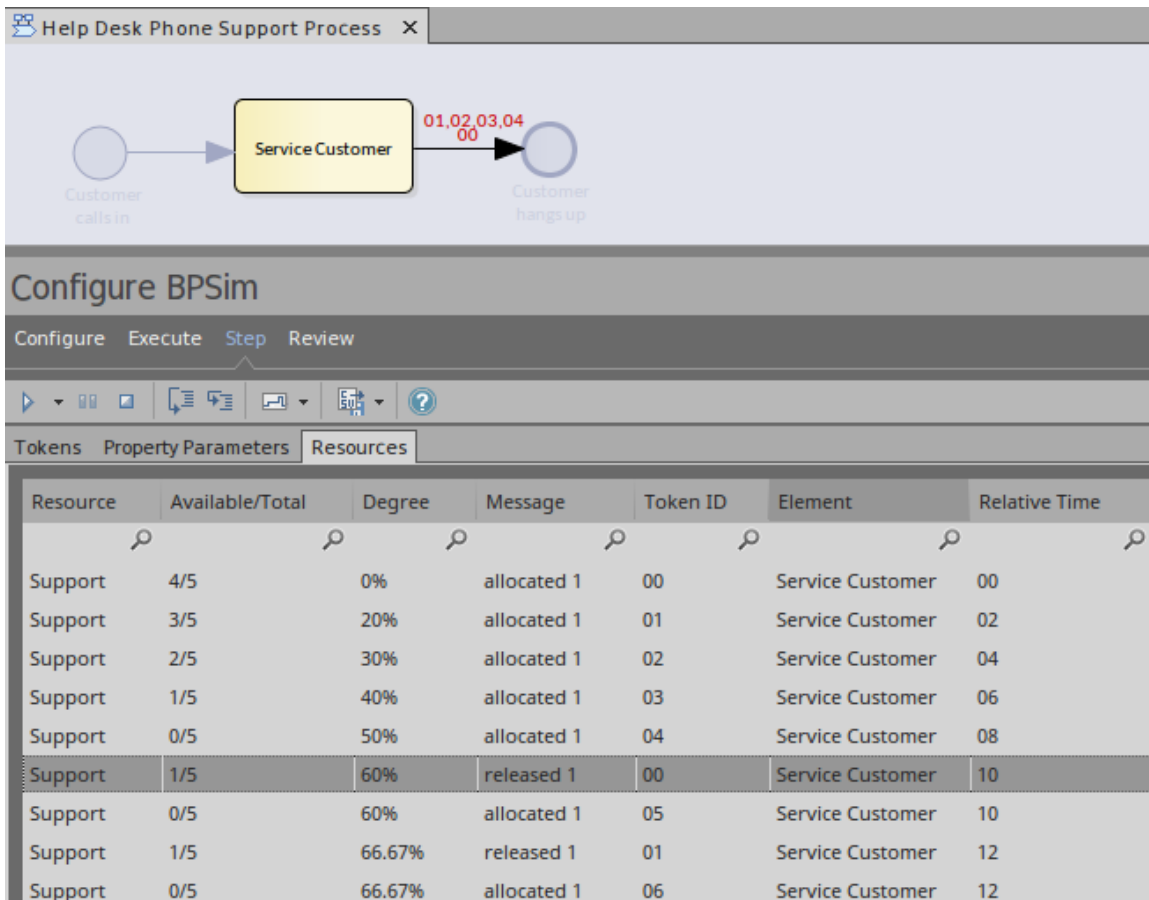 Help Desk Phone Support Process X
01,02,03,04
00
Service Customer
Customer
calls in
Customer
hangs up
Configure BPSim
Configure Execute Step Review
Tokens Property Parameters Resources
Resource Available/Total Degree Message Token ID Element Relative Time
Support 4/5 0% allocated 1 00 Service Customer 00
Support 3/5 20% allocated 1 01 Service Customer 02
Support 2/5 30% allocated 1 02 Service Customer 04
Support 1/5 40% allocated 1 03 Service Customer 06
Support 0/5 50% allocated 1 04 Service Customer 08
Support 1/5 60% released 1 00 Service Customer 10
Support 0/5 60% allocated 1 05 Service Customer 10
Support 1/5 66.67% released 1 01 Service Customer 12
Support 0/5 66.67% allocated 1 06 Service Customer 12